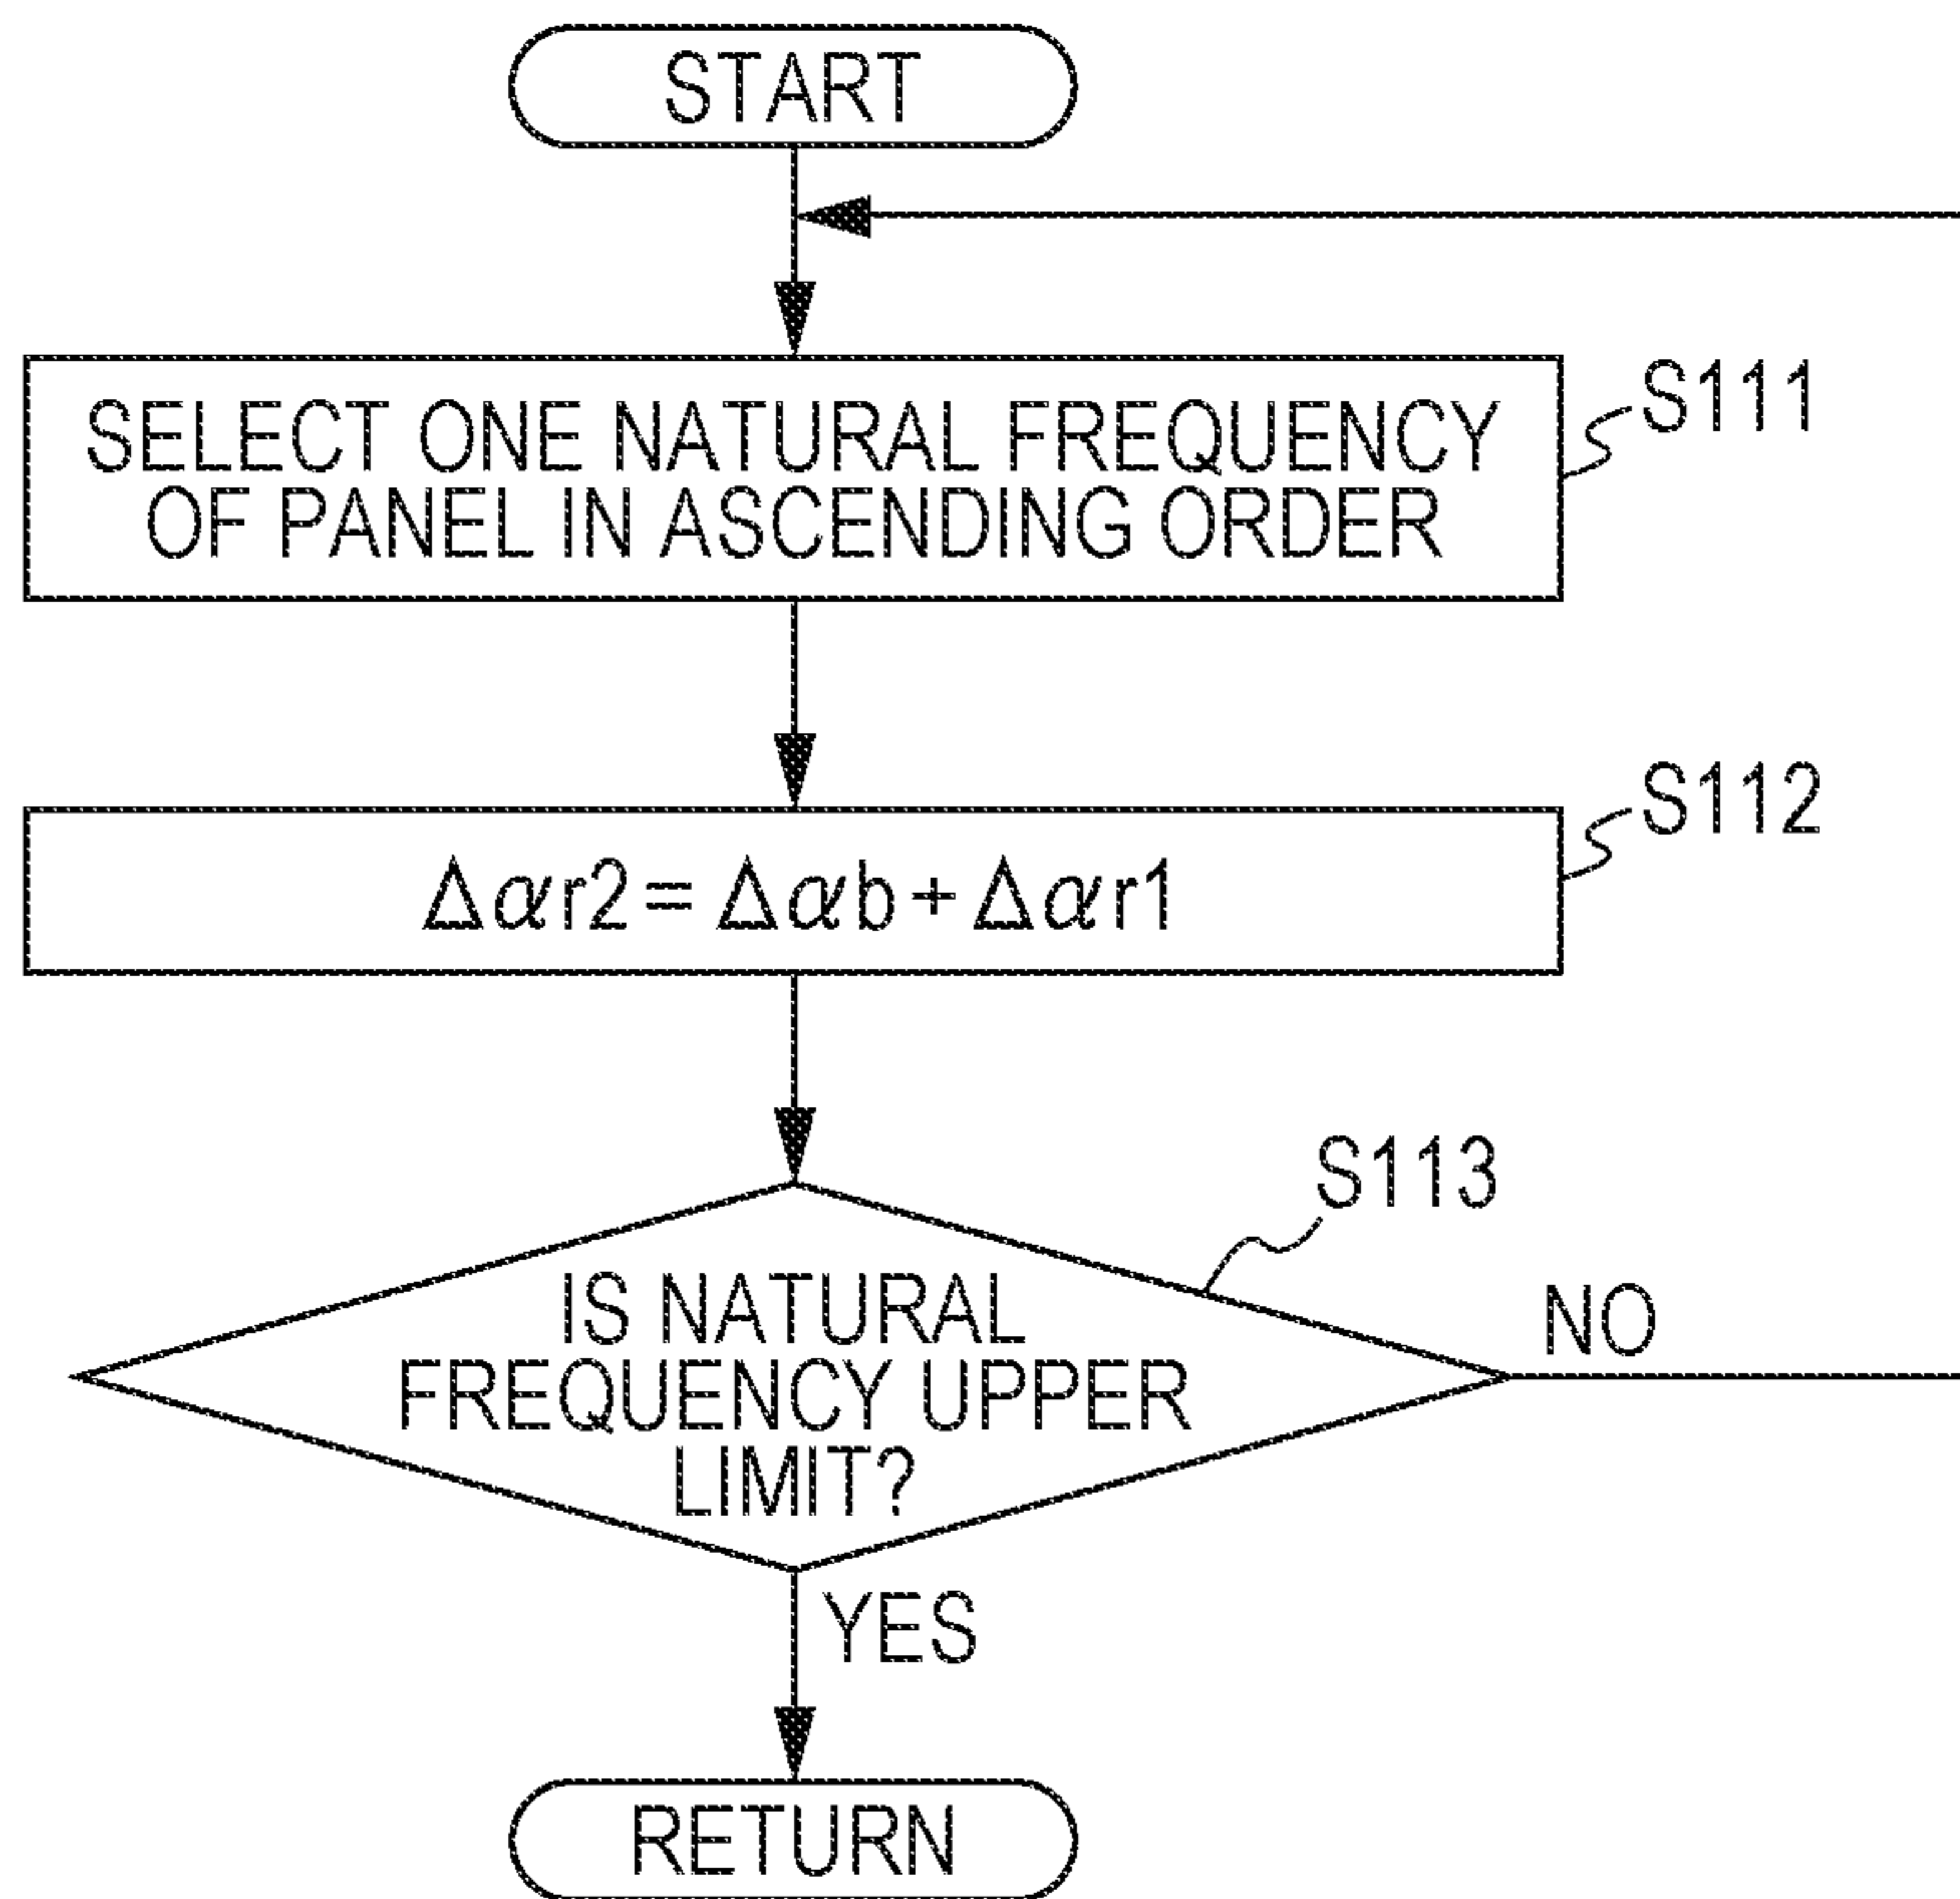 START
SELECT ONE NATURAL FREQUENCY
OF PANEL IN ASCENDING ORDER
S111
Δαr2 = Δαb + Δαr1
S112
S113
IS NATURAL
FREQUENCY UPPER
LIMIT?
NO
YES
RETURN